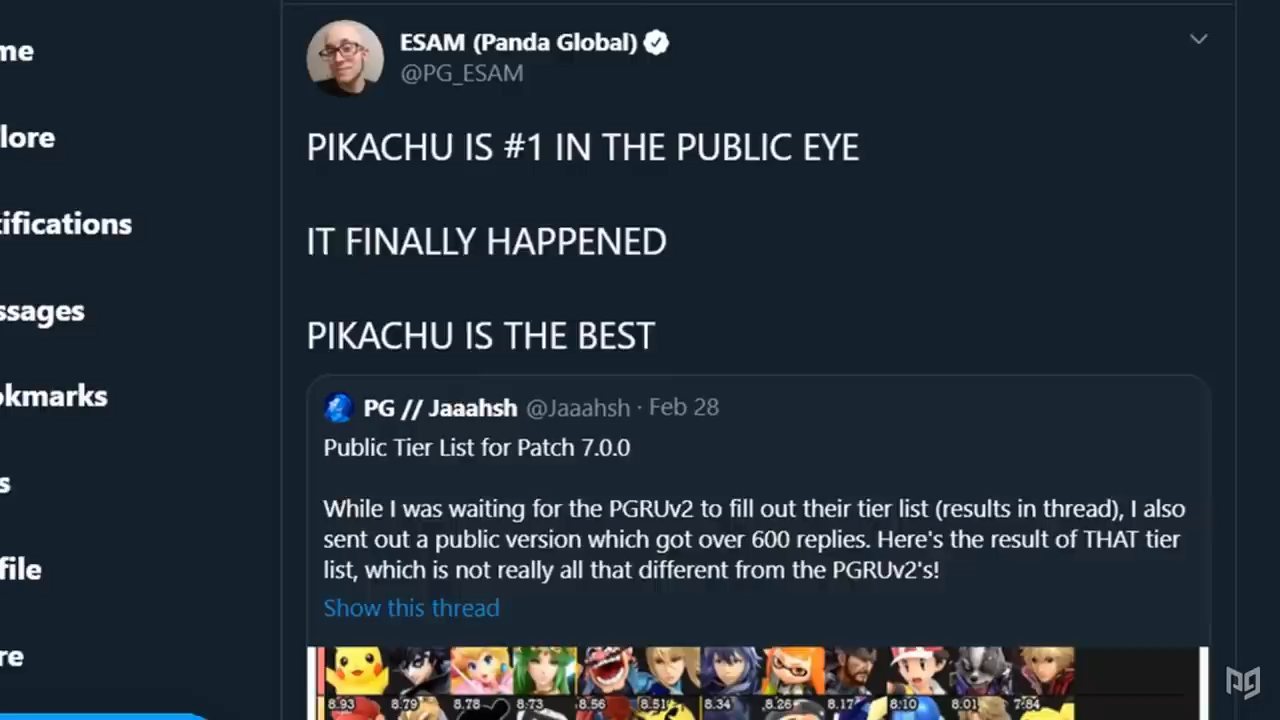 me
lore
tifications
ssages
okmarks
s
file
re
ESAM (Panda Global)
@PG_ESAM
PIKACHU IS #1 IN THE PUBLIC EYE
IT FINALLY HAPPENED
PIKACHU IS THE BEST
PG // Jaaahsh @Jaaahsh · Feb 28
Public Tier List for Patch 7.0.0
While I was waiting for the PGRUv2 to fill out their tier list (results in thread), I also
sent out a public version which got over 600 replies. Here's the result of THAT tier
list, which is not really all that different from the PGRUv2's!
Show this thread
8.93 8.79 8.73 8.56 8.51 8.34 8.26 8.17 8.10 8.01 7.84
PG